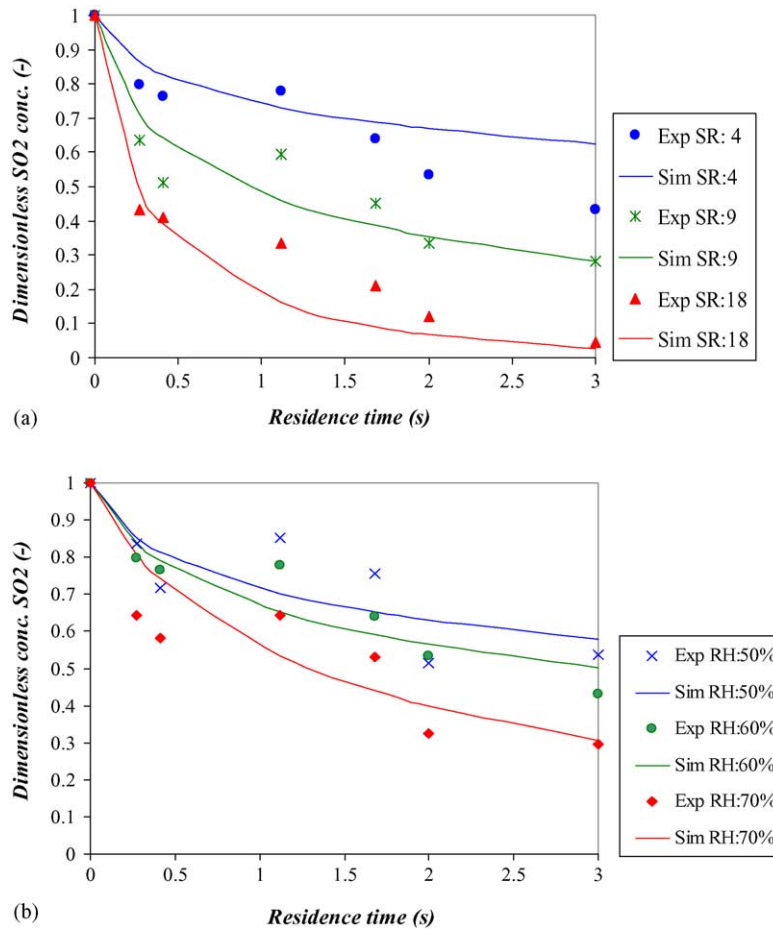 Dimensionless SO2 conc. (-)
1
0.9
0.8
0.7
0.6
0.5
0.4
0.3
0.2
0.1
0
0 0.5 1 1.5 2 2.5 3
Residence time (s)
(a)
Exp SR: 4
Sim SR:4
Exp SR:9
Sim SR:9
Exp SR:18
Sim SR:18
Dimensionless conc. SO2 (-)
1
0.9
0.8
0.7
0.6
0.5
0.4
0.3
0.2
0.1
0
0 0.5 1 1.5 2 2.5 3
Residence time (s)
(b)
Exp RH:50%
Sim RH:50%
Exp RH:60%
Sim RH:60%
Exp RH:70%
Sim RH:70%